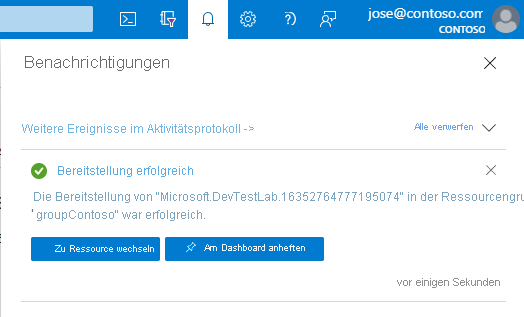 jose@contoso.com
CONTOSO
Benachrichtigungen
Weitere Ereignisse im Aktivitätsprotokoll ->
Alle verwerfen
Bereitstellung erfolgreich
Die Bereitstellung von "Microsoft.DevTestLab.16352764777195074" in der Ressourcengru
"groupContoso" war erfolgreich.
Zu Ressource wechseln
Am Dashboard anheften
vor einigen Sekunden